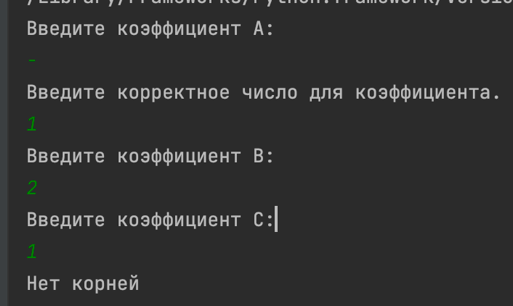 Введите коэффициент A:
-
Введите корректное число для коэффициента.
1
Введите коэффициент B:
2
Введите коэффициент C:
1
Нет корней